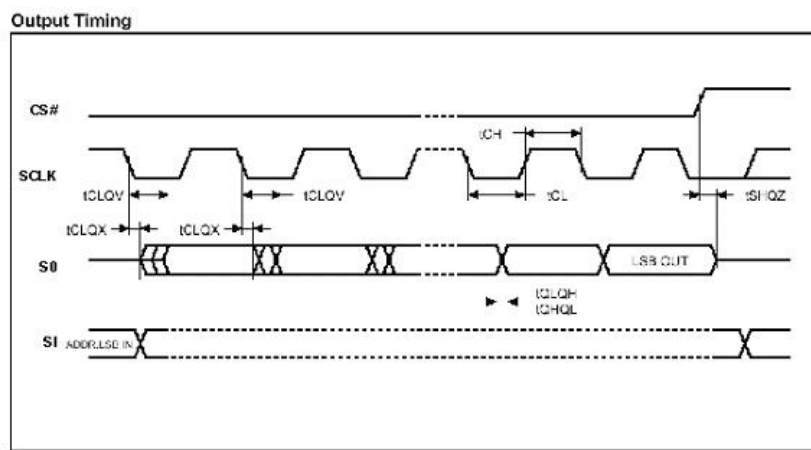 Output Timing
CS#
tCH
SCLK
tCLQV
tCLQV
tCL
tSHQZ
tCLQX
tCLQX
SO
LSB OUT
tQLQH
tQHQL
SI
ADDR.LSB IN